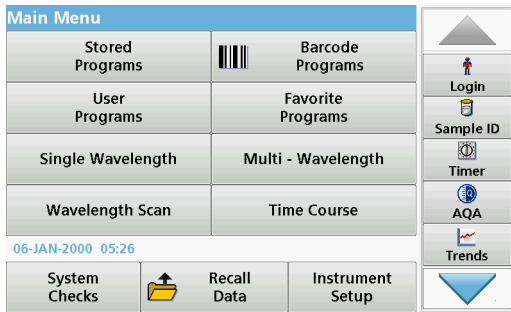 Main Menu
Stored
Programs
Barcode
Programs
User
Programs
Favorite
Programs
Single Wavelength
Multi - Wavelength
Wavelength Scan
Time Course
06-JAN-2000 05:26
System
Checks
Recall
Data
Instrument
Setup
Login
Sample ID
Timer
AQA
Trends